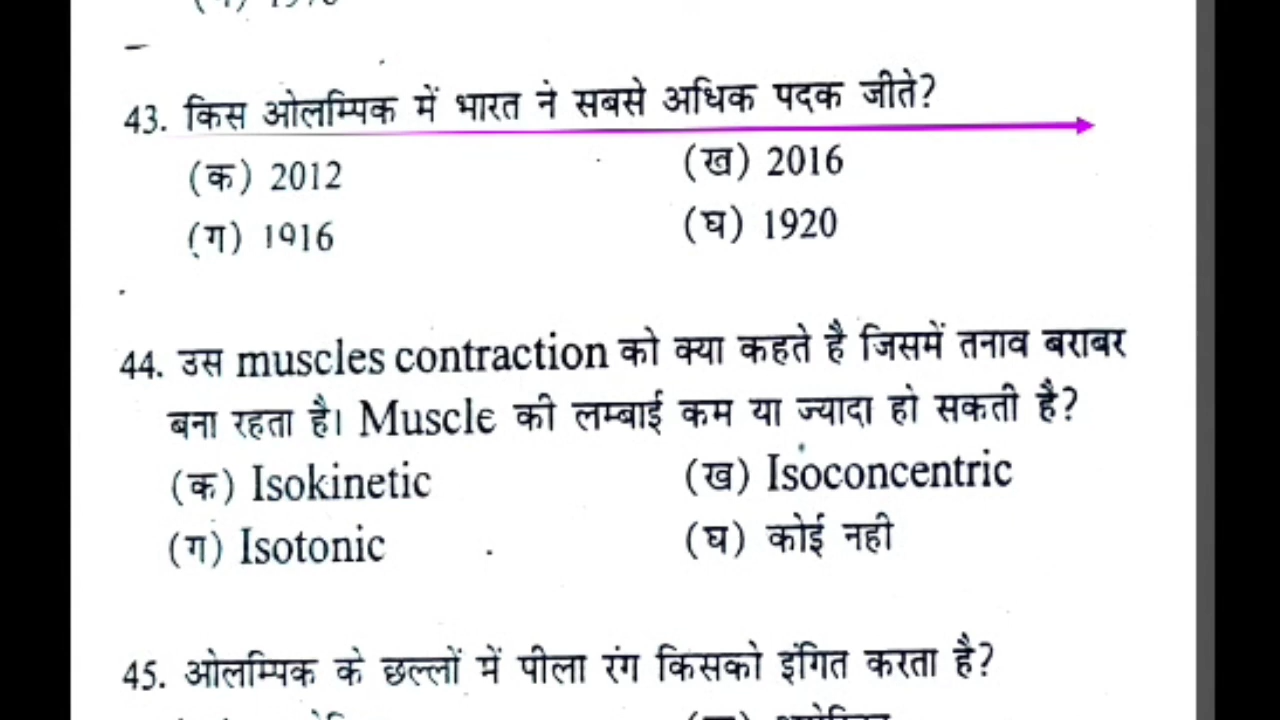 43. किस ओलम्पिक में भारत ने सबसे अधिक पदक जीते?
(क) 2012 (ख) 2016
(ग) 1916 (घ) 1920
44. उस muscles contraction को क्या कहते है जिसमें तनाव बराबर
बना रहता है। Muscle की लम्बाई कम या ज्यादा हो सकती है?
(क) Isokinetic (ख) Isoconcentric
(ग) Isotonic (घ) कोई नही
45. ओलम्पिक के छल्लों में पीला रंग किसको इंगित करता है?